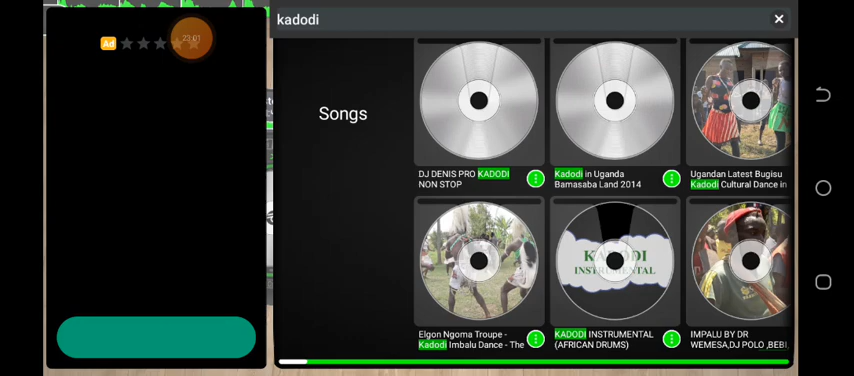 kadodi
Ad
23:01
Songs
DJ DENIS PRO KADODI
NON STOP
Kadodi in Uganda
Bamasaba Land 2014
Ugandan Latest Bugisu
Kadodi Cultural Dance in
KADODI
INSTRUMENTAL
Elgon Ngoma Troupe -
Kadodi Imbalu Dance - The
KADODI INSTRUMENTAL
(AFRICAN DRUMS)
IMPALU BY DR
WEMESA,DJ POLO ,BEBI,